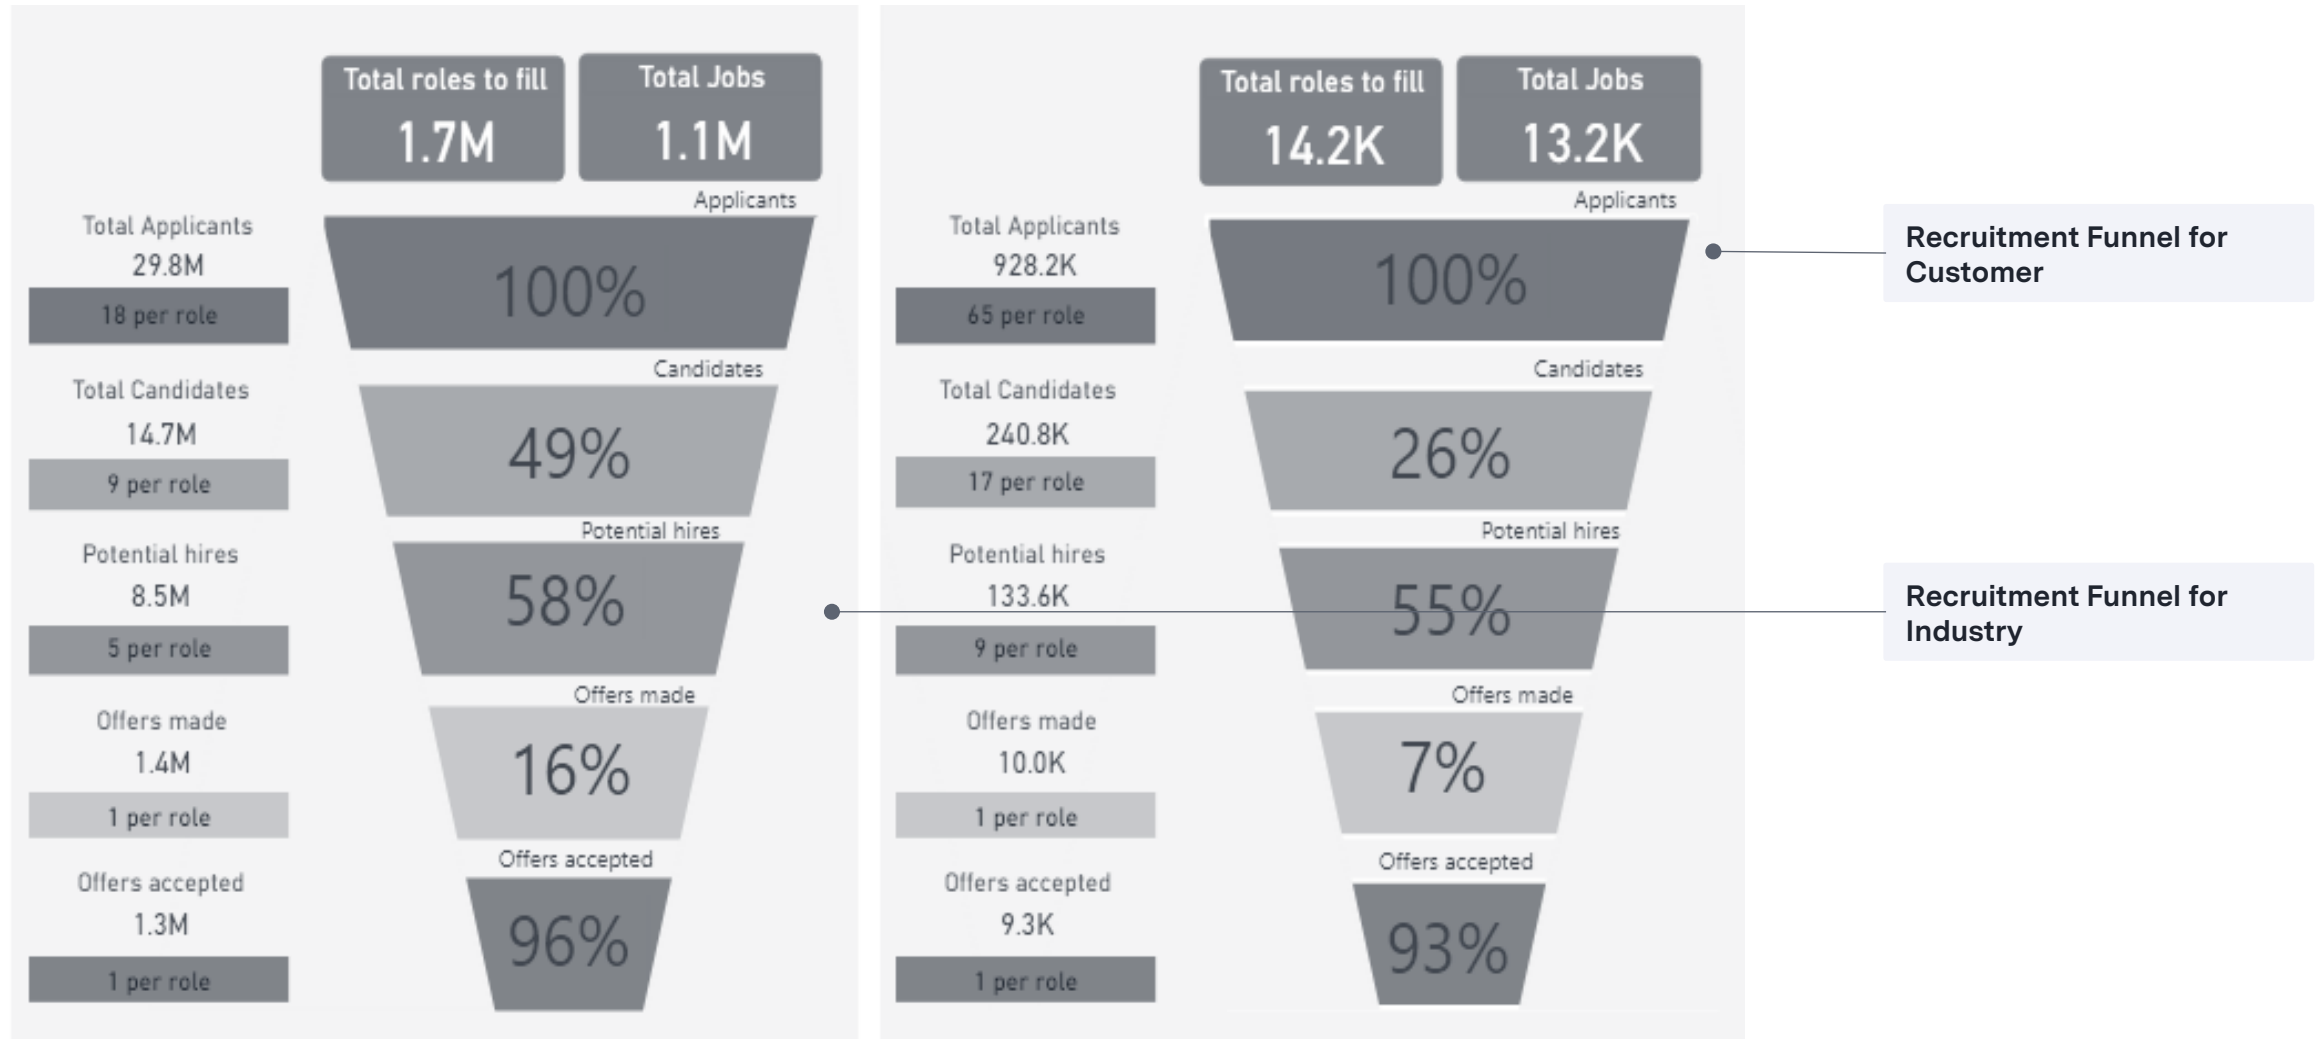 Total roles to fill
1.7M
Total Jobs
1.1M
Applicants
Total Applicants
29.8M
18 per role
100%
Candidates
Total Candidates
14.7M
9 per role
49%
Potential hires
Potential hires
8.5M
5 per role
58%
Offers made
Offers made
1.4M
1 per role
16%
Offers accepted
Offers accepted
1.3M
1 per role
96%
Total roles to fill
14.2K
Total Jobs
13.2K
Applicants
Total Applicants
928.2K
65 per role
100%
Candidates
Total Candidates
240.8K
17 per role
26%
Potential hires
Potential hires
133.6K
9 per role
55%
Offers made
Offers made
10.0K
1 per role
7%
Offers accepted
Offers accepted
9.3K
1 per role
93%
Recruitment Funnel for
Customer
Recruitment Funnel for
Industry